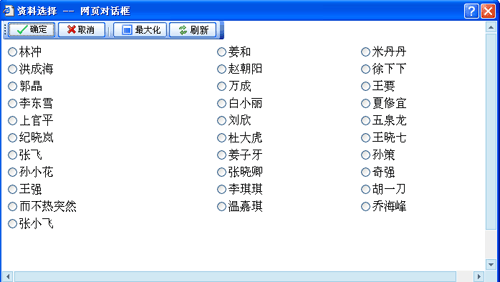 资料选择 -- 网页对话框
确定 取消 最大化 刷新
林冲 姜和 米丹丹
洪成海 赵朝阳 徐下下
郭晶 万成 王要
李东雪 白小丽 夏修宜
上官平 刘欣 五泉龙
纪晓岚 杜大虎 王晓七
张飞 姜子牙 孙策
孙小花 张晓卿 奇强
王强 李琪琪 胡一刀
而不热突然 温嘉琪 乔海峰
张小飞